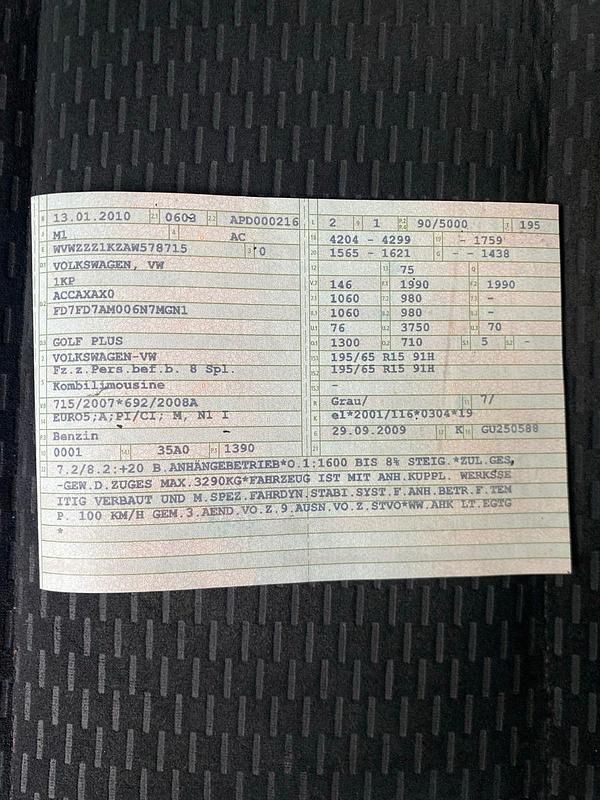 13.01.2010 0603 APD000216
M1 AC
WVWZZZ1KZAW578715 0
VOLKSWAGEN, VW
1KP
ACCAXAX0
FD7FD7AM006N7MGN1
GOLF PLUS
VOLKSWAGEN-VW
Fz.z.Pers.bef.b. 8 Spl.
Kombilimousine
715/2007*692/2008A
EURO5;A;PI/CI; M, N1 I
Benzin
0001 35A0 1390
2 1 90/5000 195
4204 - 4299 - 1759
1565 - 1621 - - 1438
75
146 1990 1990
1060 980 -
1060 980 -
76 3750 70
1300 710 5 -
195/65 R15 91H
195/65 R15 91H
-
Grau/ 7/
e1*2001/116*0304*19
29.09.2009 K GU250588
7.2/8.2:+20 B.ANHÄNGEBETRIEB*O.1:1600 BIS 8% STEIG.*ZUL.GES,
-GEW.D.ZUGES MAX.3290KG*FAHRZEUG IST MIT ANH.KUPPL. WERKSSE
ITIG VERBAUT UND M.SPEZ.FAHRDYN.STABI.SYST.F.ANH.BETR.F.TEM
P. 100 KM/H GEM.3.AEND.VO.Z.9.AUSN.VO.Z.STVO*WW.AHK LT.EGTG
*